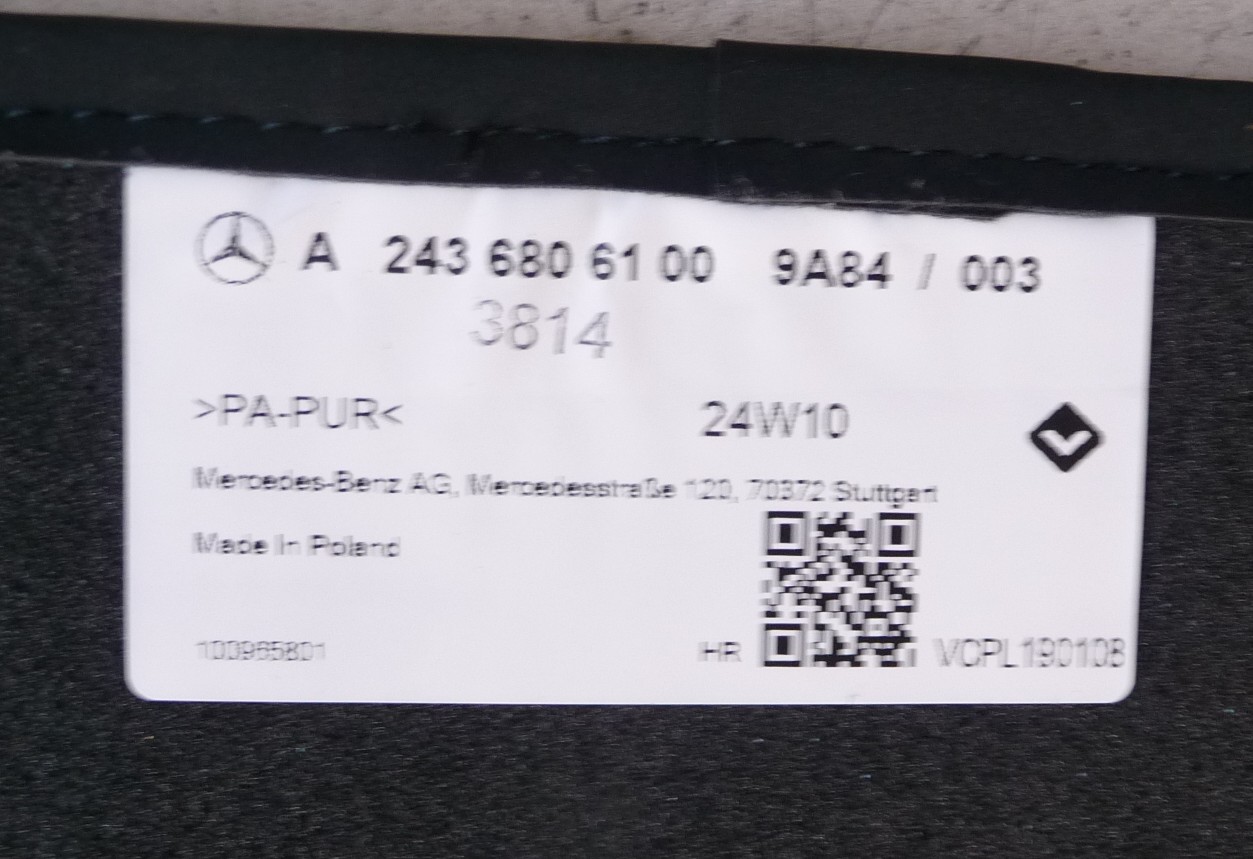 A 243 680 61 00 9A84 / 003
3814
>PA-PUR< 24W10
Mercedes-Benz AG, Mercedesstraße 120, 70372 Stuttgart
Made In Poland
100965801 HR VCPL190108